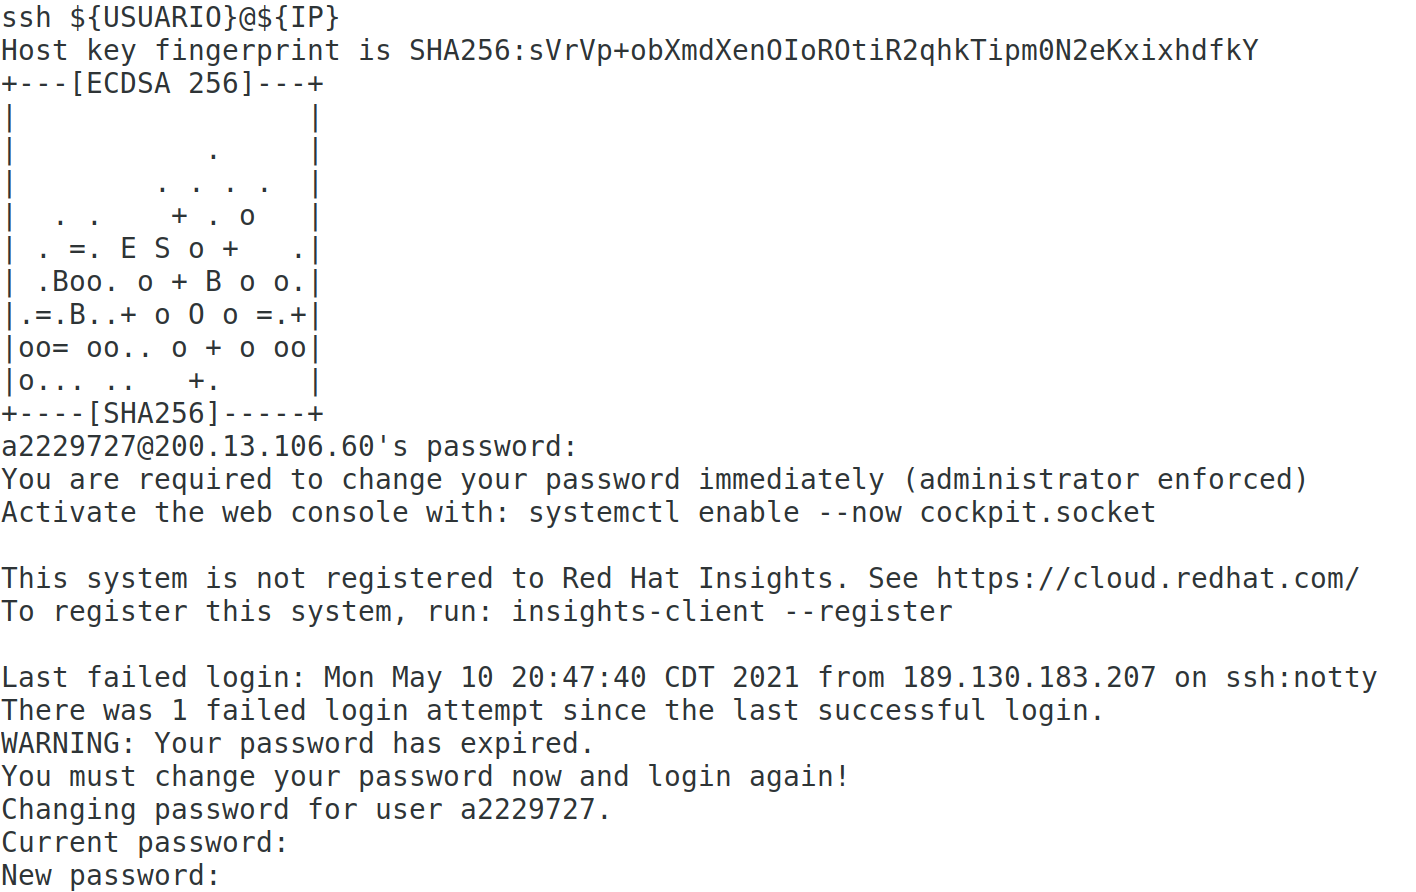 ssh ${USUARIO}@${IP}
Host key fingerprint is SHA256:sVrVp+obXmdXenOIoROtiR2qhkTipm0N2eKxixhdfkY
+---[ECDSA 256]---+
|                 |
|           .     |
|        . . . .  |
|  . .    + . o   |
| . =. E S o +   .|
| .Boo. o + B o o.|
|.=.B..+ o O o =.+|
|oo= oo.. o + o oo|
|o... ..   +.     |
+----[SHA256]-----+
a2229727@200.13.106.60's password:
You are required to change your password immediately (administrator enforced)
Activate the web console with: systemctl enable --now cockpit.socket

This system is not registered to Red Hat Insights. See https://cloud.redhat.com/
To register this system, run: insights-client --register

Last failed login: Mon May 10 20:47:40 CDT 2021 from 189.130.183.207 on ssh:notty
There was 1 failed login attempt since the last successful login.
WARNING: Your password has expired.
You must change your password now and login again!
Changing password for user a2229727.
Current password:
New password: